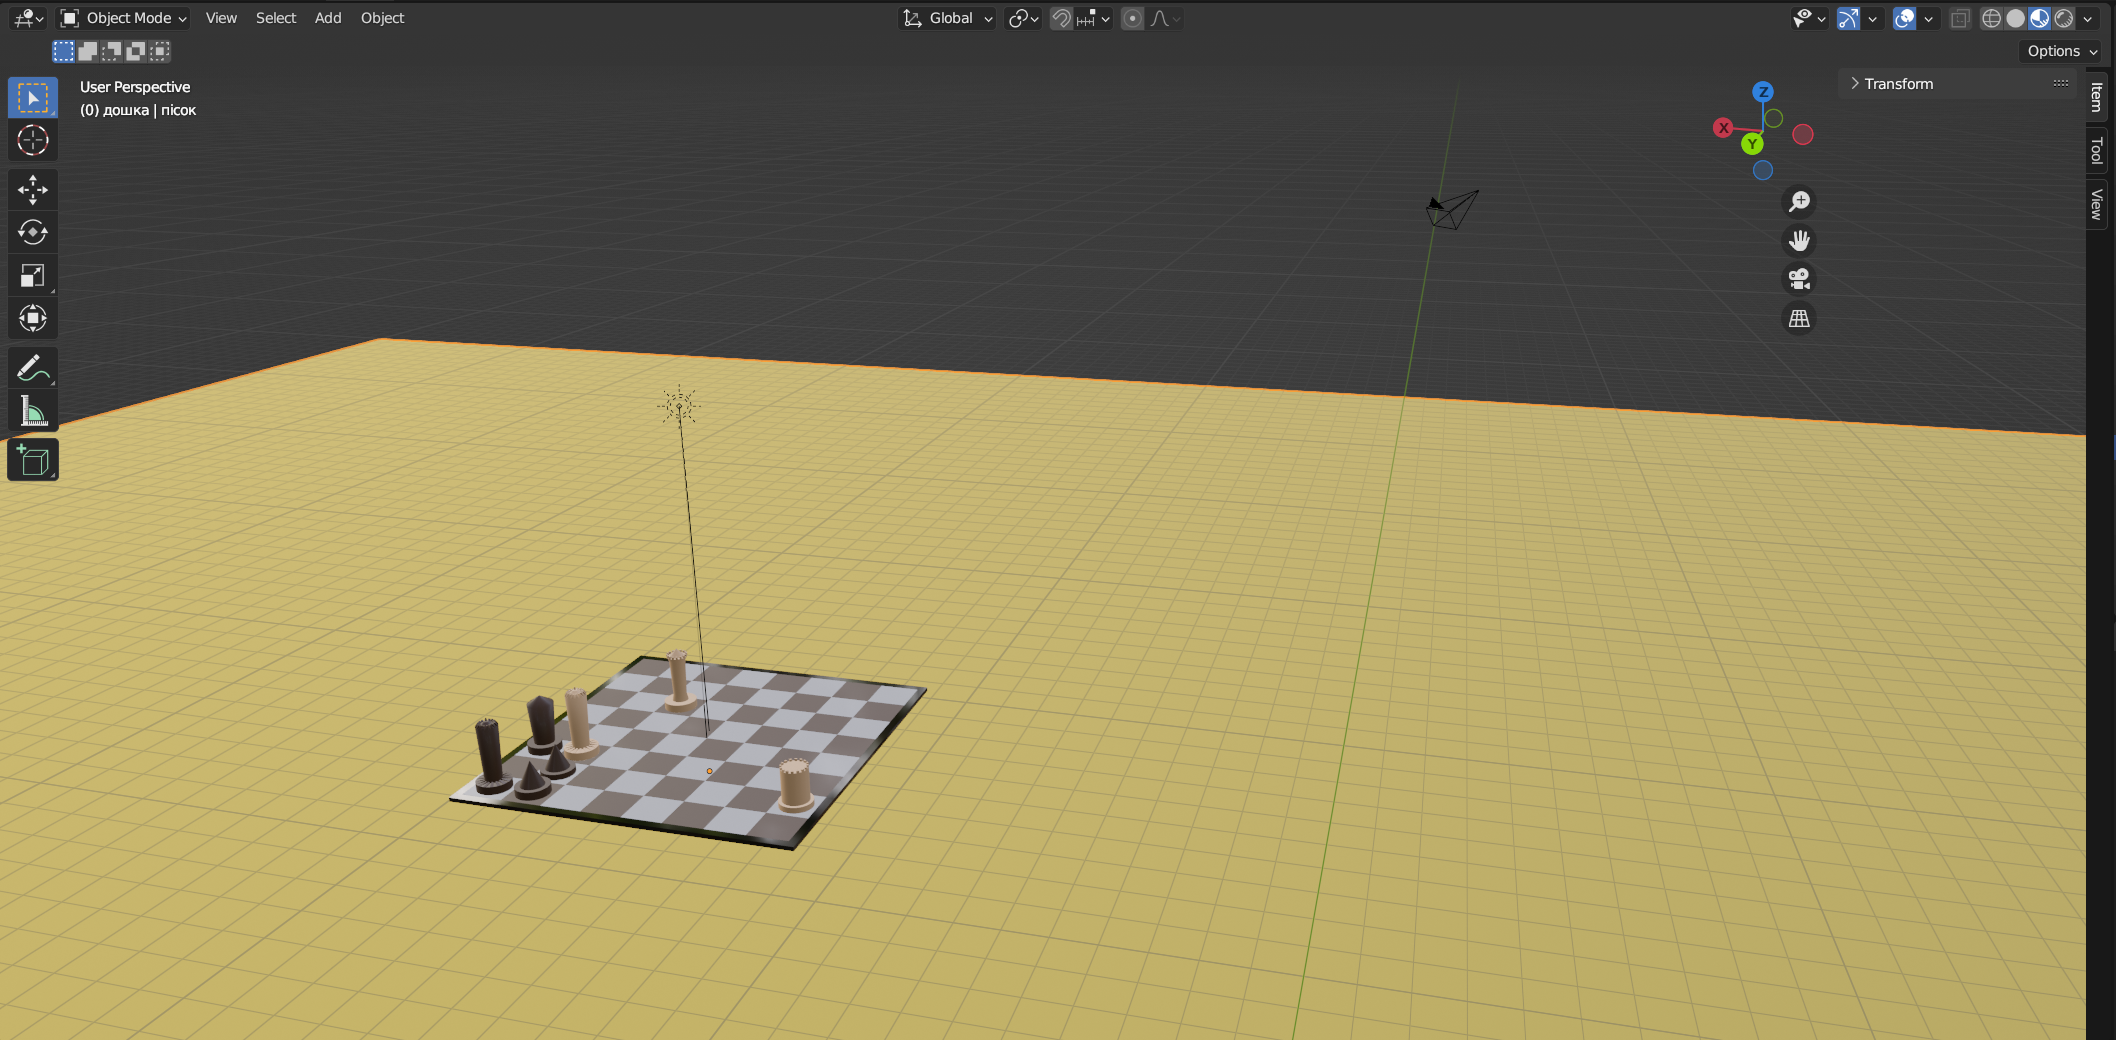 Object Mode View Select Add Object Global
Options
User Perspective
(0) дошка | пісок
Transform
Z
X
Y
Item
Tool
View